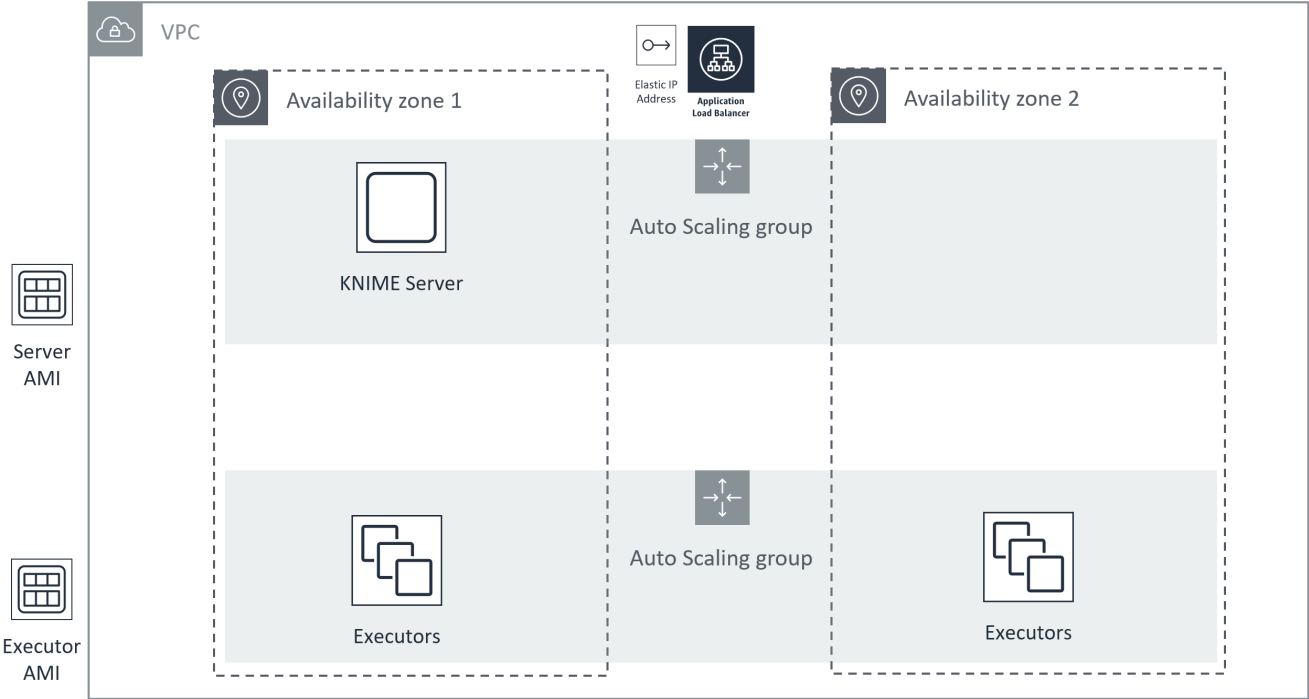 VPC
Elastic IP
Address
Application
Load Balancer
Availability zone 1
Availability zone 2
Auto Scaling group
KNIME Server
Server
AMI
Auto Scaling group
Executors
Executors
Executor
AMI